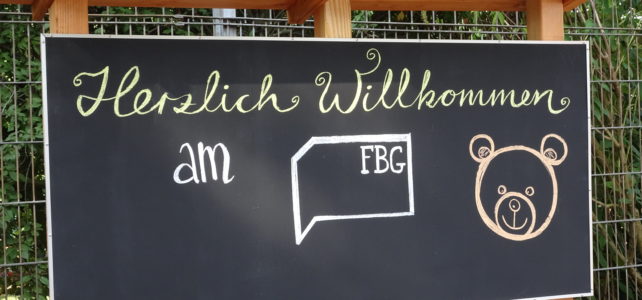 Herzlich Willkommen
am FBG